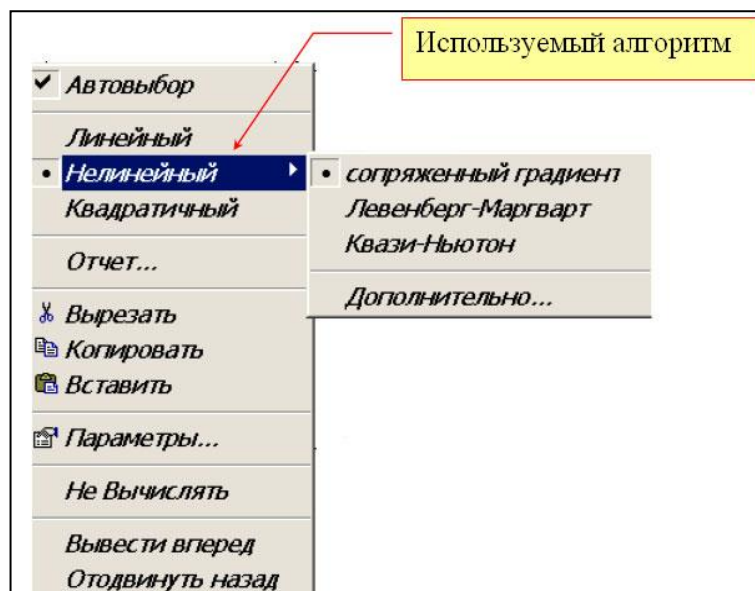 Используемый алгоритм
Автовыбор
Линейный
Нелинейный
Квадратичный
Отчет...
Вырезать
Копировать
Вставить
Параметры...
Не Вычислять
Вывести вперед
Отодвинуть назад
сопряженный градиент
Левенберг-Маргварт
Квази-Ньютон
Дополнительно...